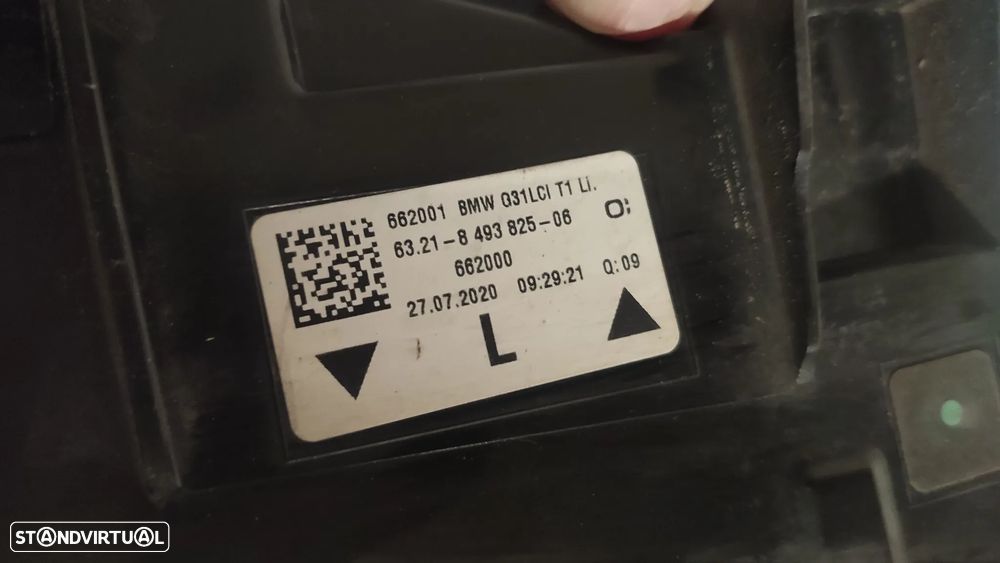 662001 BMW G31LCI T1 Li.
63.21-8 493 825-06
O:
662000
27.07.2020 09:29:21 Q:09
L
STANDVIRTUAL